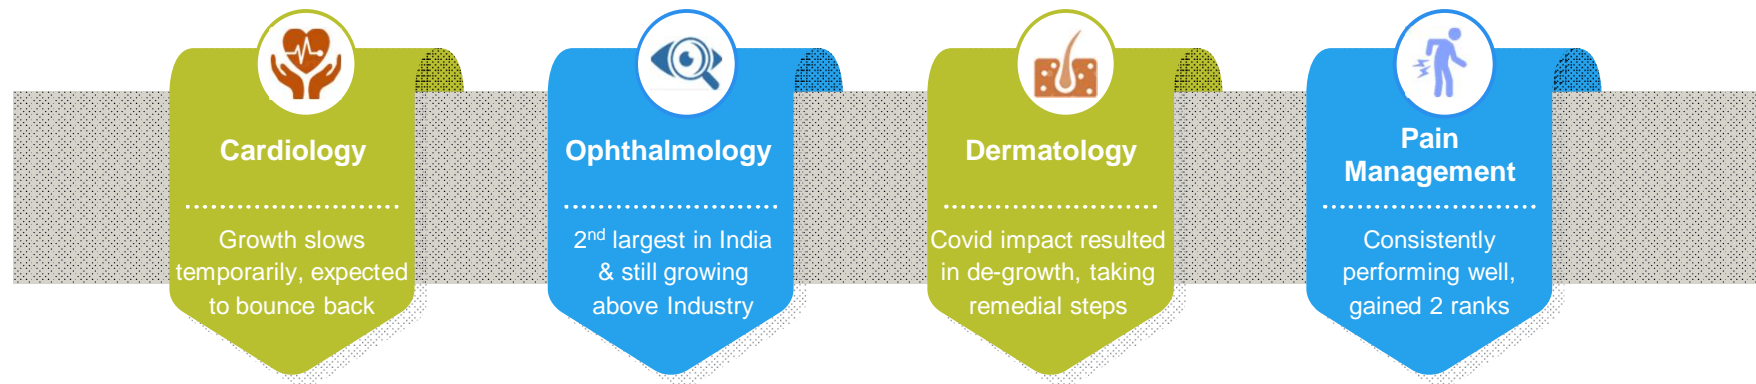 Cardiology
Growth slows
temporarily, expected
to bounce back
Ophthalmology
2nd largest in India
& still growing
above Industry
Dermatology
Covid impact resulted
in de-growth, taking
remedial steps
Pain
Management
Consistently
performing well,
gained 2 ranks